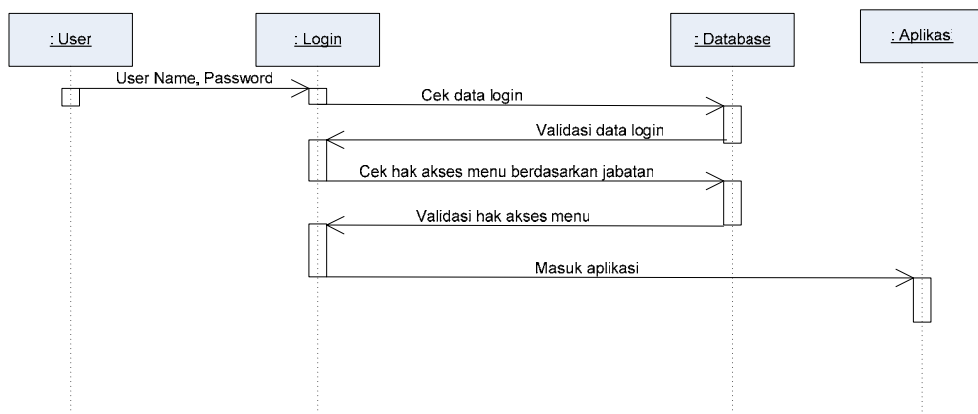 : User
: Login
: Database
: Aplikasi
User Name, Password
Cek data login
Validasi data login
Cek hak akses menu berdasarkan jabatan
Validasi hak akses menu
Masuk aplikasi